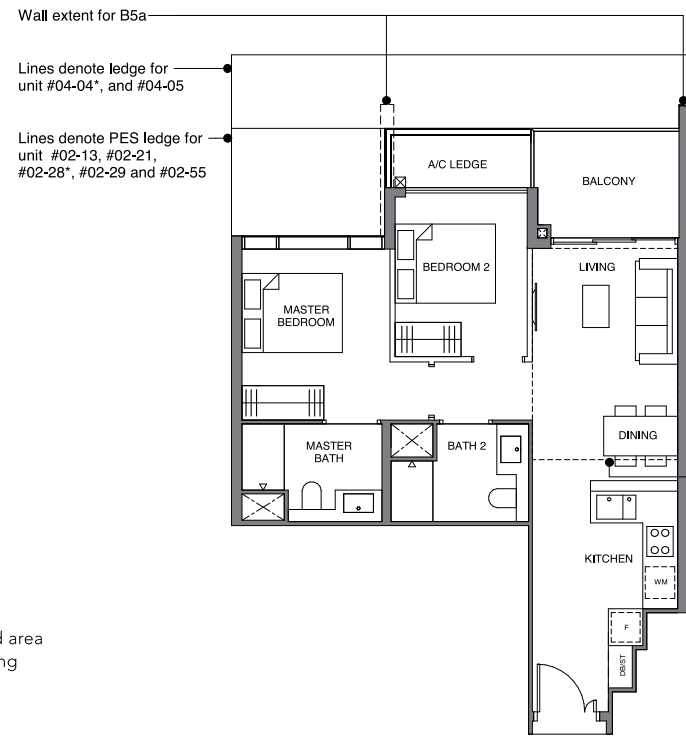 Wall extent for B5a
Lines denote ledge for
unit #04-04*, and #04-05
Lines denote PES ledge for
unit #02-13, #02-21,
#02-28*, #02-29 and #02-55
A/C LEDGE
BALCONY
BEDROOM 2
LIVING
MASTER
BEDROOM
DINING
MASTER
BATH
BATH 2
KITCHEN
WM
F
DB/ST
area